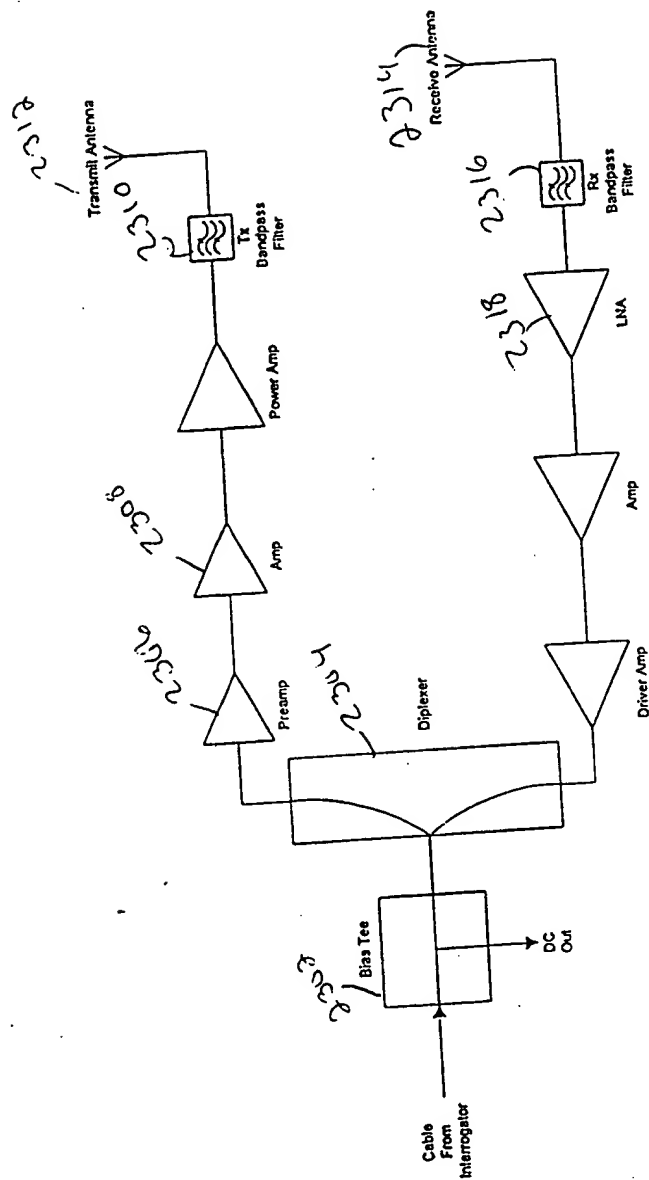 Cable
From
Interrogator
2302
Bias Tee
DC
Out
2304
Diplexer
2306
Preamp
2308
Amp
Power Amp
2310
Tx
Bandpass
Filter
2312
Transmit Antenna
2314
Receive Antenna
2316
Rx
Bandpass
Filter
2318
LNA
Amp
Driver Amp